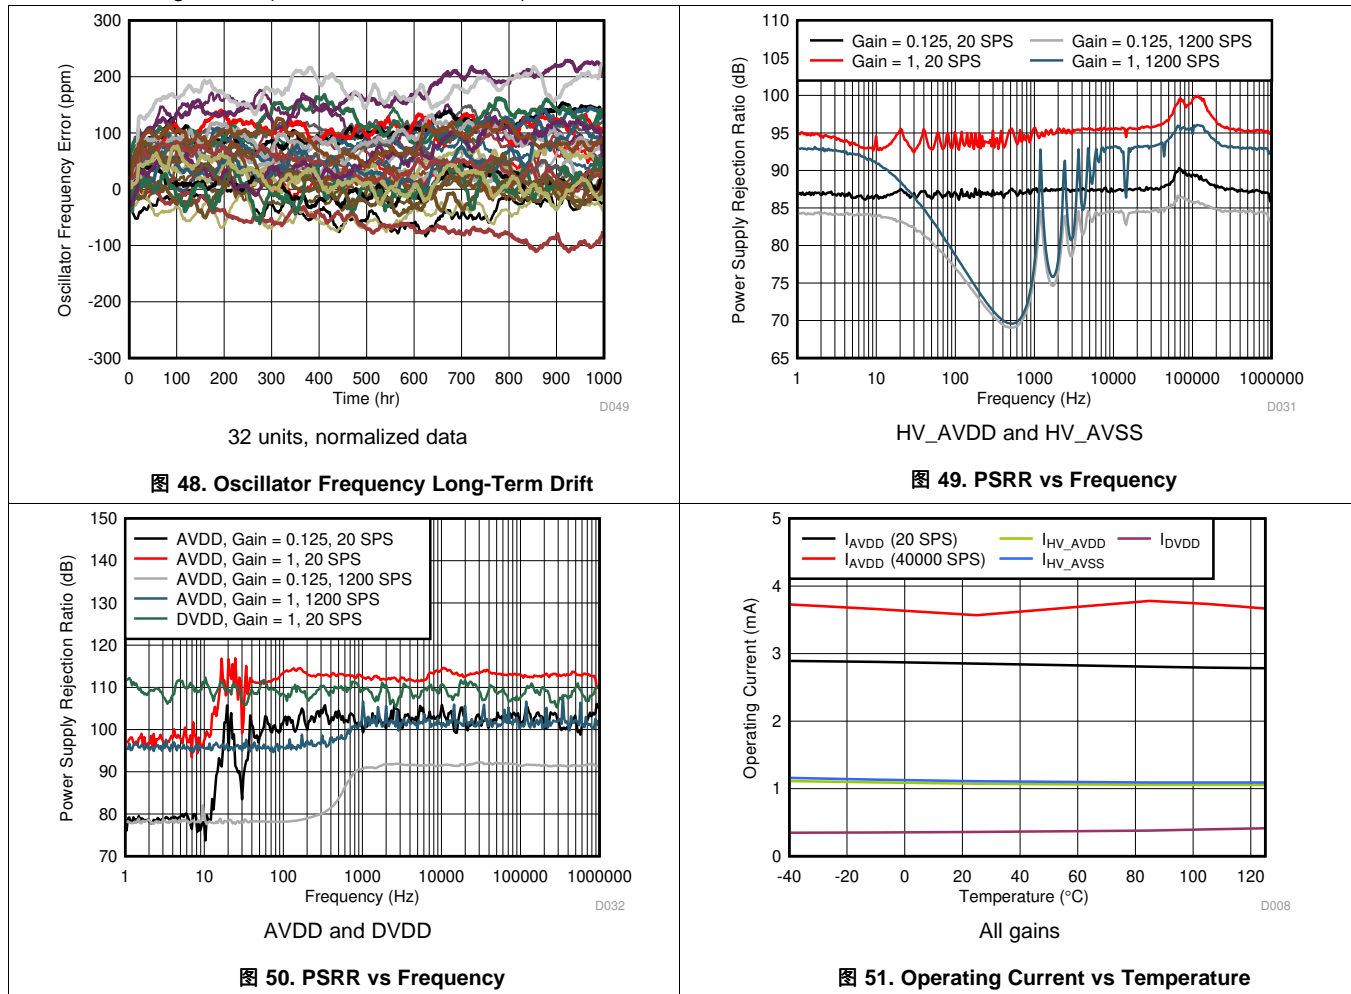 300
200
100
0
-100
-200
-300
Oscillator Frequency Error (ppm)
0 100 200 300 400 500 600 700 800 900 1000
Time (hr)
D049
32 units, normalized data
图 48. Oscillator Frequency Long-Term Drift
110
105
100
95
90
85
80
75
70
65
Power Supply Rejection Ratio (dB)
Gain = 0.125, 20 SPS
Gain = 1, 20 SPS
Gain = 0.125, 1200 SPS
Gain = 1, 1200 SPS
1 10 100 1000 10000 100000 1000000
Frequency (Hz)
D031
HV_AVDD and HV_AVSS
图 49. PSRR vs Frequency
150
140
130
120
110
100
90
80
70
Power Supply Rejection Ratio (dB)
AVDD, Gain = 0.125, 20 SPS
AVDD, Gain = 1, 20 SPS
AVDD, Gain = 0.125, 1200 SPS
AVDD, Gain = 1, 1200 SPS
DVDD, Gain = 1, 20 SPS
1 10 100 1000 10000 100000 1000000
Frequency (Hz)
D032
AVDD and DVDD
图 50. PSRR vs Frequency
5
4
3
2
1
0
Operating Current (mA)
IAVDD (20 SPS)
IAVDD (40000 SPS)
IHV_AVDD
IHV_AVSS
IDVDD
-40 -20 0 20 40 60 80 100 120
Temperature (°C)
D008
All gains
图 51. Operating Current vs Temperature